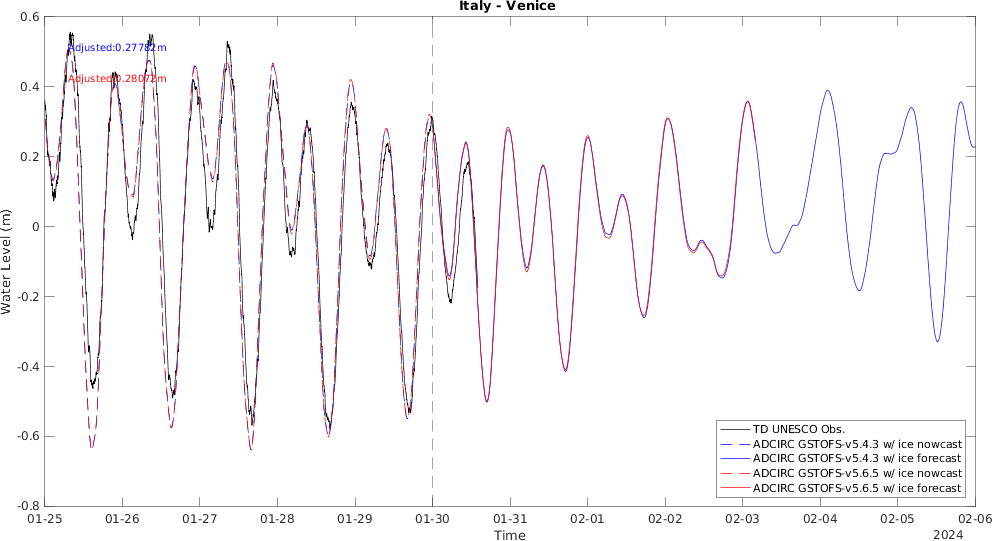 Italy - Venice
Water Level (m)
0.6
0.4
0.2
0
-0.2
-0.4
-0.6
-0.8
Adjusted:0.27782m
Adjusted:0.28072m
TD UNESCO Obs.
ADCIRC GSTOFS-v5.4.3 w/ ice nowcast
ADCIRC GSTOFS-v5.4.3 w/ ice forecast
ADCIRC GSTOFS-v5.6.5 w/ ice nowcast
ADCIRC GSTOFS-v5.6.5 w/ ice forecast
01-25 01-26 01-27 01-28 01-29 01-30 01-31 02-01 02-02 02-03 02-04 02-05 02-06
Time
2024